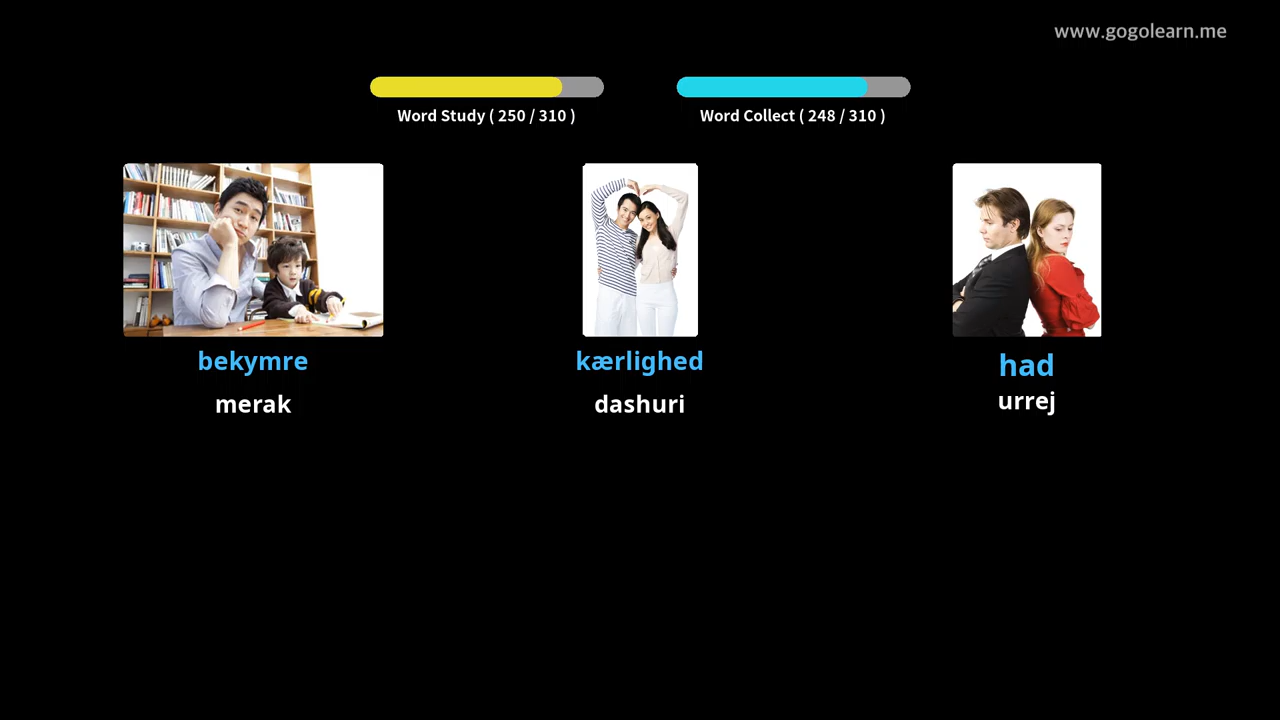 www.gogolearn.me
Word Study ( 250 / 310 )
Word Collect ( 248 / 310 )
bekymre
kærlighed
had
merak
dashuri
urrej